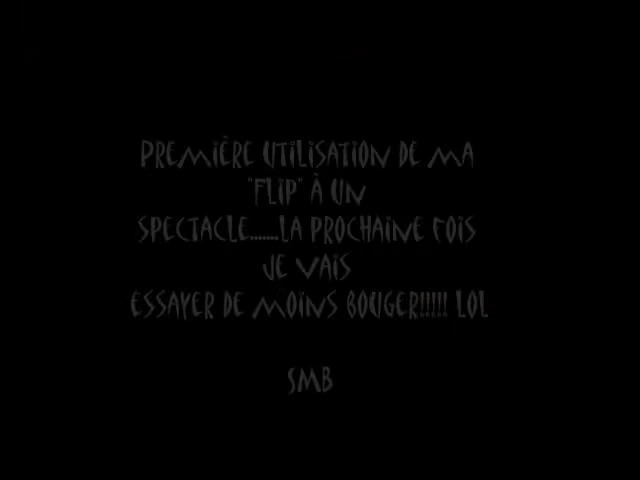 PREMIÈRE UTILISATION DE MA
"FLIP" À UN
SPECTACLE.......LA PROCHAINE FOIS
JE VAIS
ESSAYER DE MOINS BOUGER!!!!! LOL
SMB